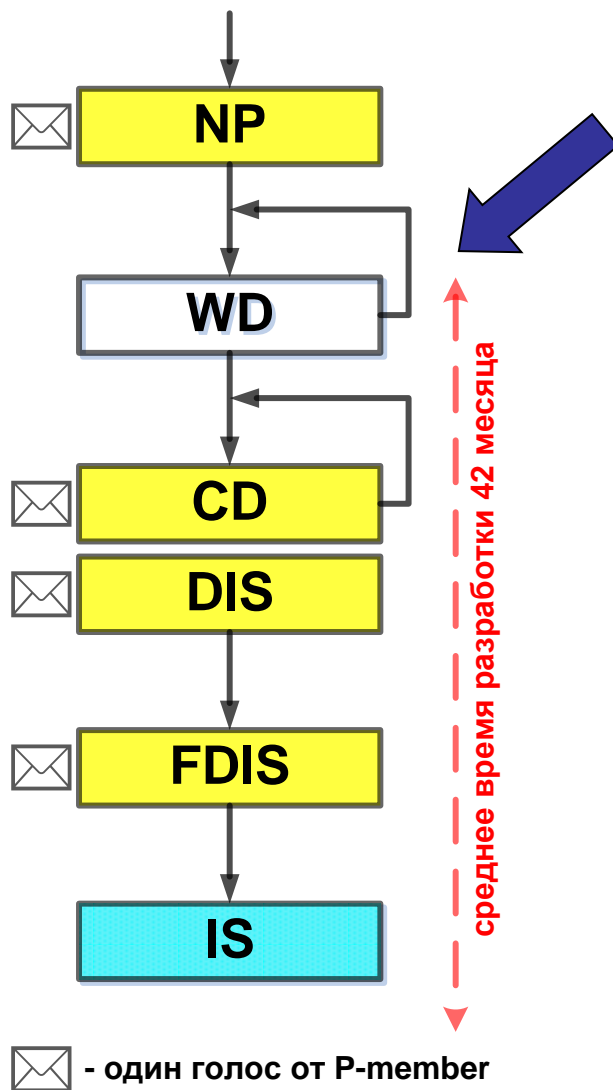 NP
WD
CD
DIS
FDIS
IS
среднее время разработки 42 месяца
- один голос от P-member